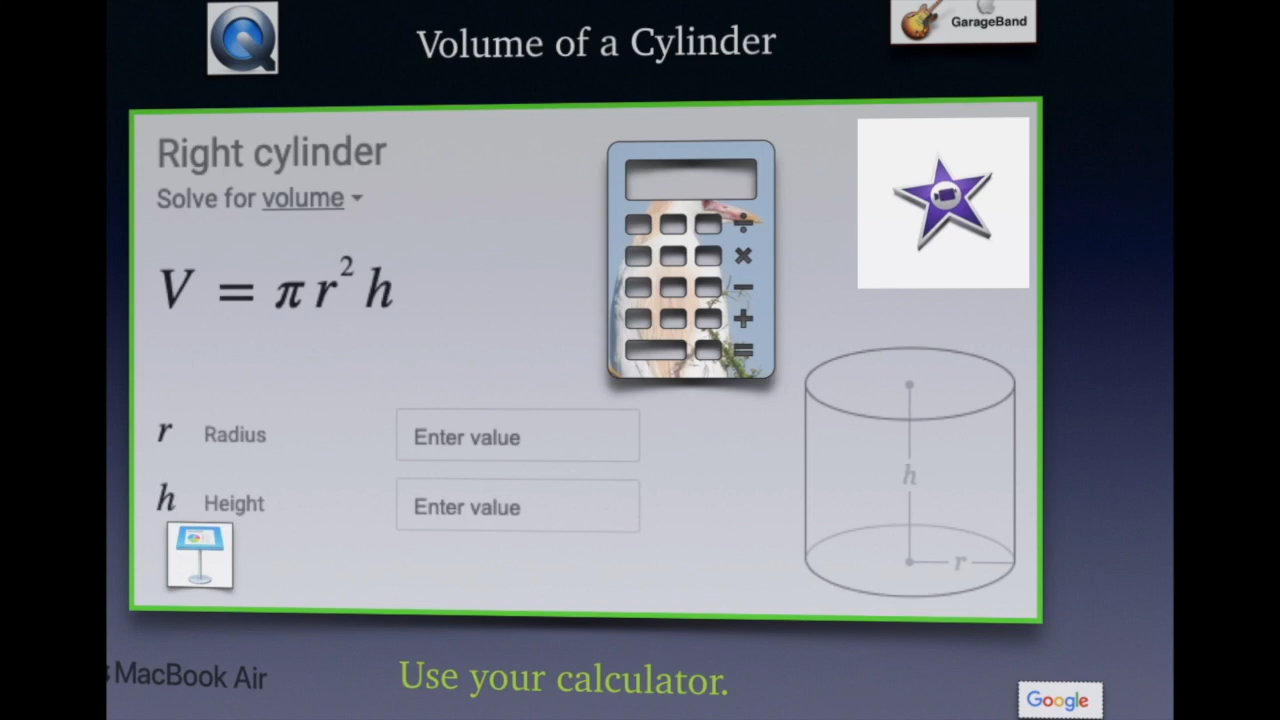 Volume of a Cylinder
GarageBand
Right cylinder
Solve for volume
V = π r² h
÷
×
−
+
=
r Radius Enter value
h Height Enter value
h
r
MacBook Air
Use your calculator.
Google